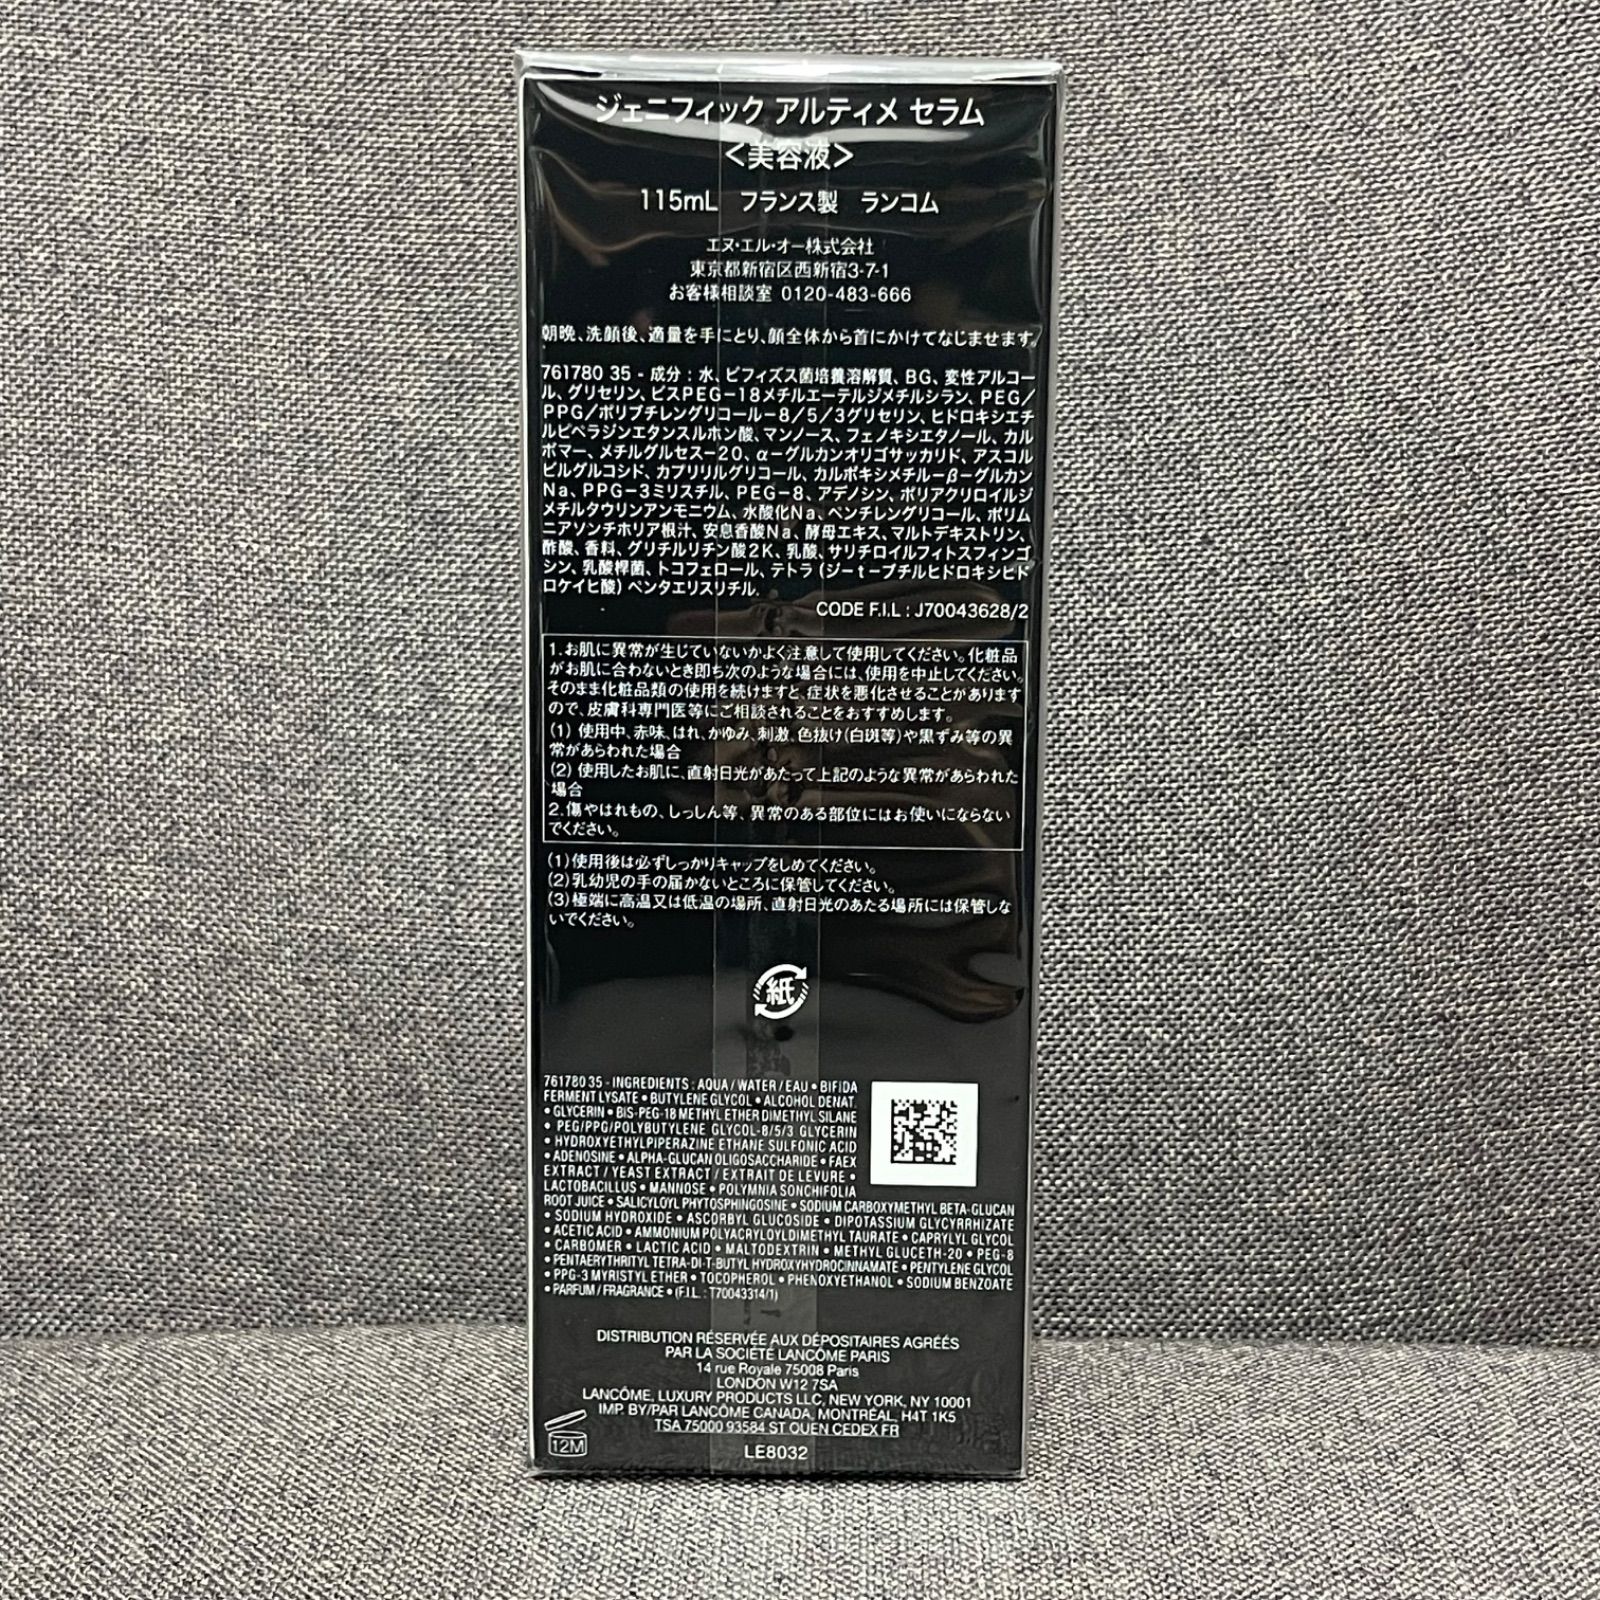 ジェニフィック アルティメ セラム
＜美容液＞
115mL　フランス製　ランコム
エヌ・エル・オー株式会社
東京都新宿区西新宿3-7-1
お客様相談室 0120-483-666
朝晩、洗顔後、適量を手にとり、顔全体から首にかけてなじませます。
761780 35 - 成分：水、ビフィズス菌培養溶解質、BG、変性アルコー
ル、グリセリン、ビスPEG－18メチルエーテルジメチルシラン、PEG／
PPG／ポリブチレングリコール－8／5／3グリセリン、ヒドロキシエチ
ルピペラジンエタンスルホン酸、マンノース、フェノキシエタノール、カル
ボマー、メチルグルセス－20、α－グルカンオリゴサッカリド、アスコル
ビルグルコシド、カプリリルグリコール、カルボキシメチル－β－グルカン
Na、PPG－3ミリスチル、PEG－8、アデノシン、ポリアクリロイルジ
メチルタウリンアンモニウム、水酸化Na、ペンチレングリコール、ポリム
ニアソンチホリア根汁、安息香酸Na、酵母エキス、マルトデキストリン、
酢酸、香料、グリチルリチン酸2K、乳酸、サリチロイルフィトスフィンゴ
シン、乳酸桿菌、トコフェロール、テトラ（ジ－t－ブチルヒドロキシヒド
ロケイヒ酸）ペンタエリスリチル．
CODE F.I.L : J70043628/2
1.お肌に異常が生じていないかよく注意して使用してください。化粧品
がお肌に合わないとき即ち次のような場合には、使用を中止してください。
そのまま化粧品類の使用を続けますと、症状を悪化させることがあります
ので、皮膚科専門医等にご相談されることをおすすめします。
(1) 使用中、赤味、はれ、かゆみ、刺激、色抜け(白斑等)や黒ずみ等の異
常があらわれた場合
(2) 使用したお肌に、直射日光があたって上記のような異常があらわれた
場合
2.傷やはれもの、しっしん等、異常のある部位にはお使いにならない
でください。
(1)使用後は必ずしっかりキャップをしめてください。
(2)乳幼児の手の届かないところに保管してください。
(3)極端に高温又は低温の場所、直射日光のあたる場所には保管しな
いでください。
紙
761780 35 - INGREDIENTS : AQUA / WATER / EAU • BIFIDA
FERMENT LYSATE • BUTYLENE GLYCOL • ALCOHOL DENAT.
• GLYCERIN • BIS-PEG-18 METHYL ETHER DIMETHYL SILANE
• PEG/PPG/POLYBUTYLENE GLYCOL-8/5/3 GLYCERIN
• HYDROXYETHYLPIPERAZINE ETHANE SULFONIC ACID
• ADENOSINE • ALPHA-GLUCAN OLIGOSACCHARIDE • FAEX
EXTRACT / YEAST EXTRACT / EXTRAIT DE LEVURE •
LACTOBACILLUS • MANNOSE • POLYMNIA SONCHIFOLIA
ROOT JUICE • SALICYLOYL PHYTOSPHINGOSINE • SODIUM CARBOXYMETHYL BETA-GLUCAN
• SODIUM HYDROXIDE • ASCORBYL GLUCOSIDE • DIPOTASSIUM GLYCYRRHIZATE
• ACETIC ACID • AMMONIUM POLYACRYLOYLDIMETHYL TAURATE • CAPRYLYL GLYCOL
• CARBOMER • LACTIC ACID • MALTODEXTRIN • METHYL GLUCETH-20 • PEG-8
• PENTAERYTHRITYL TETRA-DI-T-BUTYL HYDROXYHYDROCINNAMATE • PENTYLENE GLYCOL
• PPG-3 MYRISTYL ETHER • TOCOPHEROL • PHENOXYETHANOL • SODIUM BENZOATE
• PARFUM / FRAGRANCE • (F.I.L. : T70043314/1)
DISTRIBUTION RÉSERVÉE AUX DÉPOSITAIRES AGRÉÉS
PAR LA SOCIÉTÉ LANCÔME PARIS
14 rue Royale 75008 Paris
LONDON W12 7SA
LANCÔME, LUXURY PRODUCTS LLC, NEW YORK, NY 10001
IMP. BY/PAR LANCÔME CANADA, MONTRÉAL, H4T 1K5
TSA 75000 93584 ST OUEN CEDEX FR
12M
LE8032